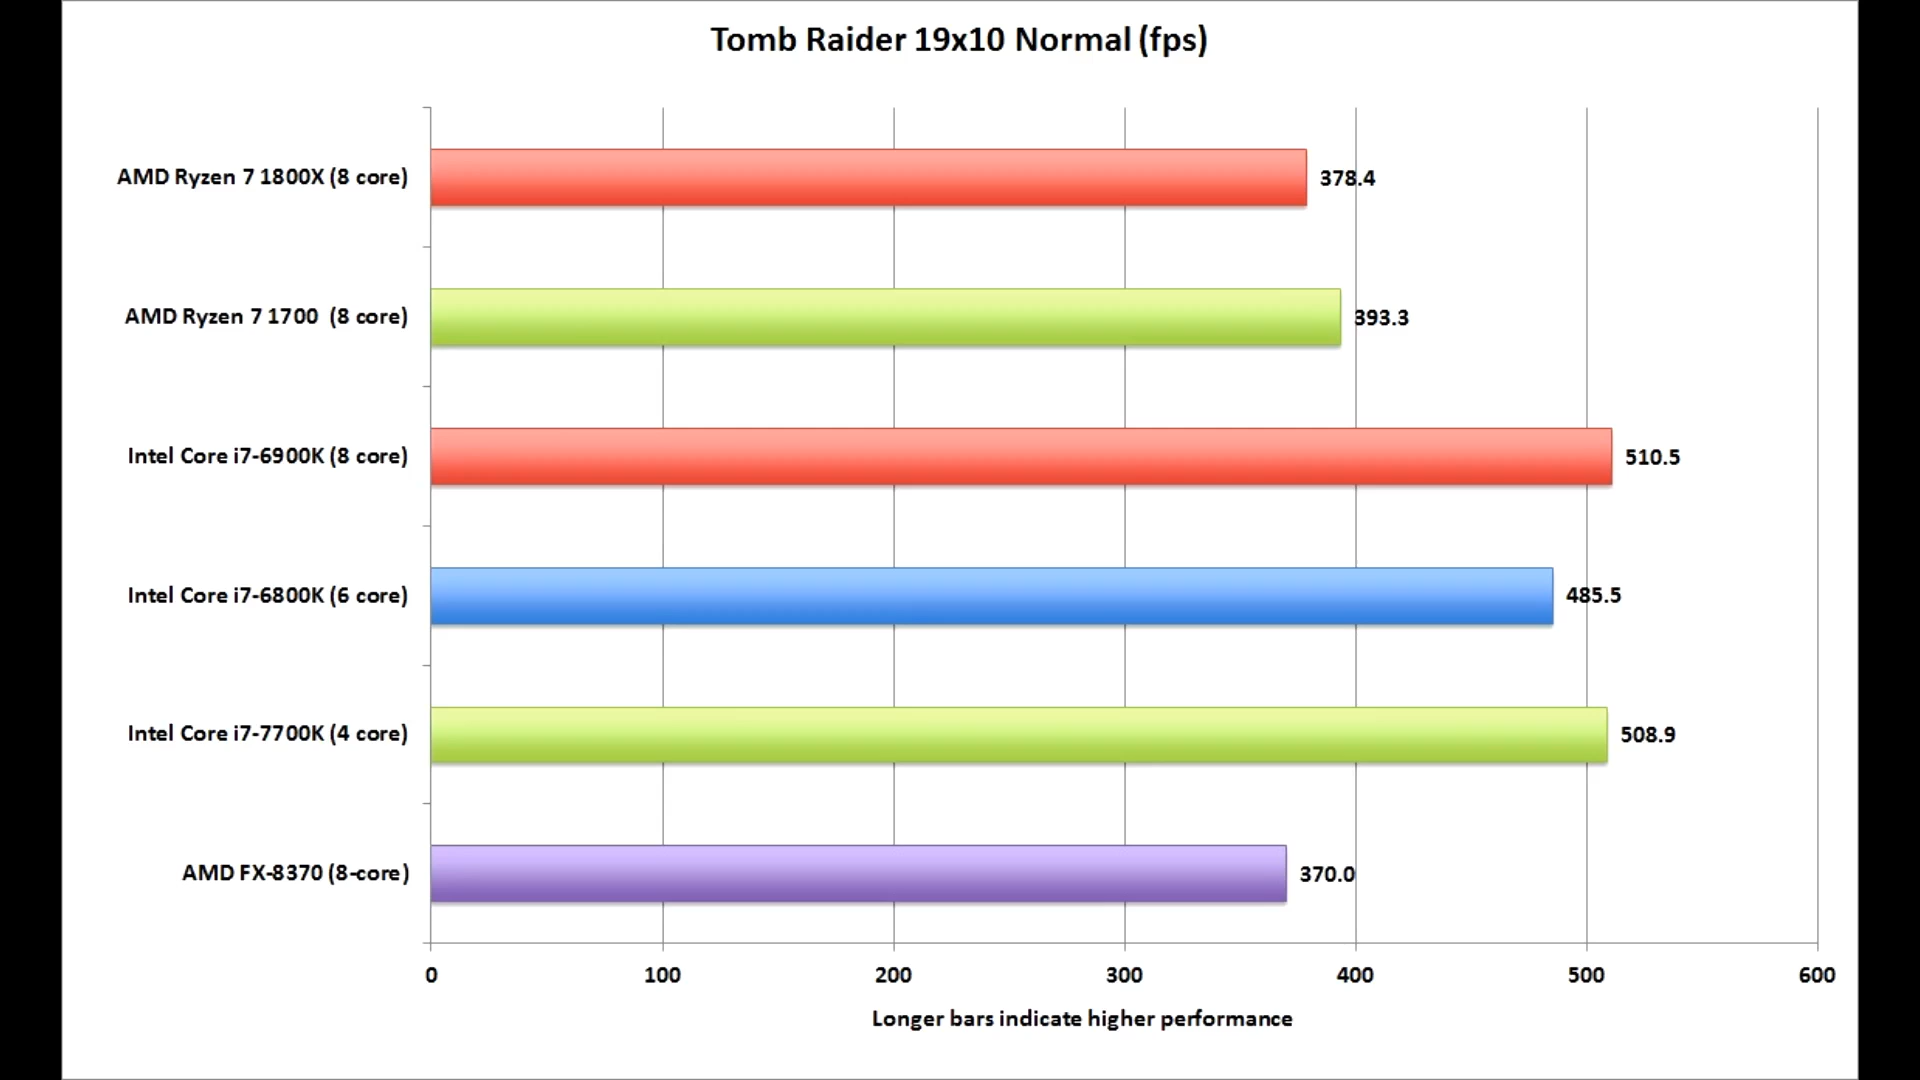 Tomb Raider 19x10 Normal (fps)
AMD Ryzen 7 1800X (8 core)
378.4
AMD Ryzen 7 1700 (8 core)
393.3
Intel Core i7-6900K (8 core)
510.5
Intel Core i7-6800K (6 core)
485.5
Intel Core i7-7700K (4 core)
508.9
AMD FX-8370 (8-core)
370.0
0 100 200 300 400 500 600
Longer bars indicate higher performance